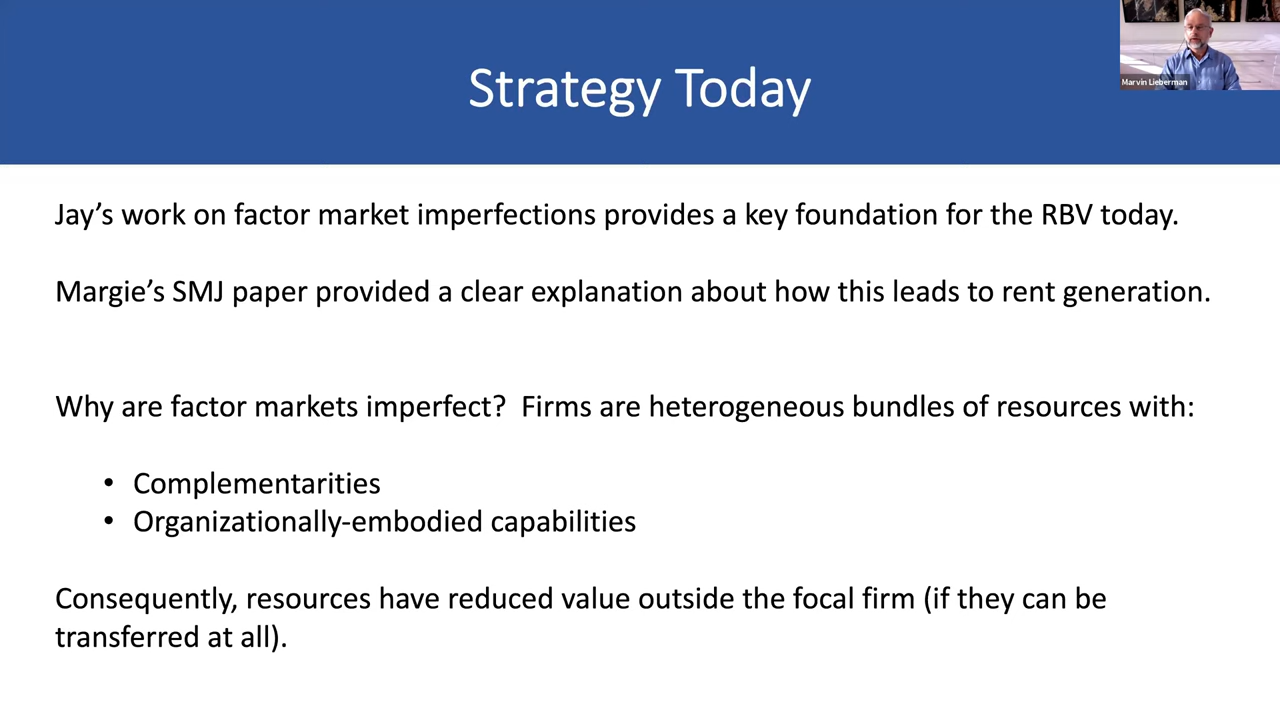 Strategy Today
Marvin Lieberman
Jay’s work on factor market imperfections provides a key foundation for the RBV today.
Margie’s SMJ paper provided a clear explanation about how this leads to rent generation.
Why are factor markets imperfect?  Firms are heterogeneous bundles of resources with:
• Complementarities
• Organizationally-embodied capabilities
Consequently, resources have reduced value outside the focal firm (if they can be
transferred at all).